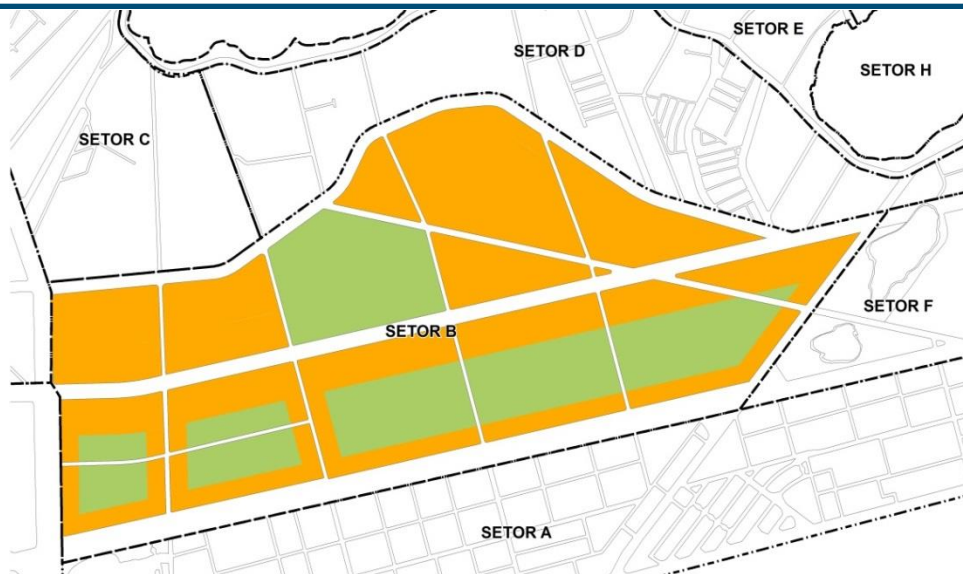 SETOR E
SETOR D
SETOR H
SETOR C
SETOR F
SETOR B
SETOR A